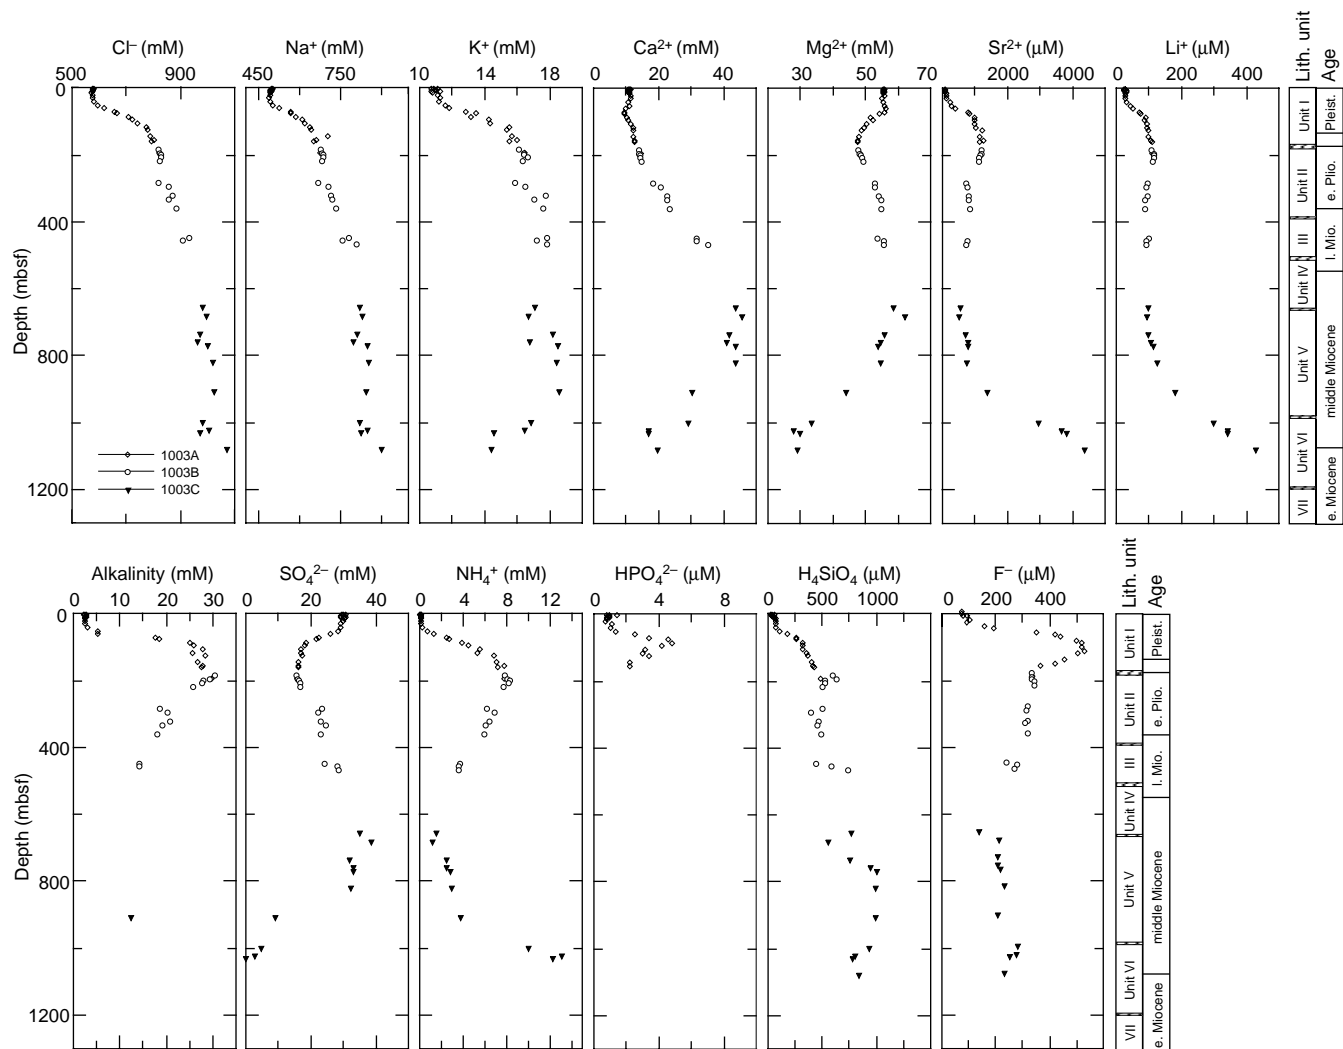 Cl⁻ (mM) Na⁺ (mM) K⁺ (mM) Ca²⁺ (mM) Mg²⁺ (mM) Sr²⁺ (µM) Li⁺ (µM) Lith. unit Age
500 900 450 750 10 14 18 0 20 40 30 50 70 2000 4000 0 200 400
0
400
800
1200
Depth (mbsf)
1003A
1003B
1003C
Unit I Unit II III Unit IV Unit V Unit VI VII
Pleist. e. Plio. l. Mio. middle Miocene e. Miocene
Alkalinity (mM) SO₄²⁻ (mM) NH₄⁺ (mM) HPO₄²⁻ (µM) H₄SiO₄ (µM) F⁻ (µM) Lith. unit Age
0 10 20 30 0 20 40 0 4 8 12 0 4 8 0 500 1000 0 200 400
0
400
800
1200
Depth (mbsf)
Unit I Unit II III Unit IV Unit V Unit VI VII
Pleist. e. Plio. l. Mio. middle Miocene e. Miocene